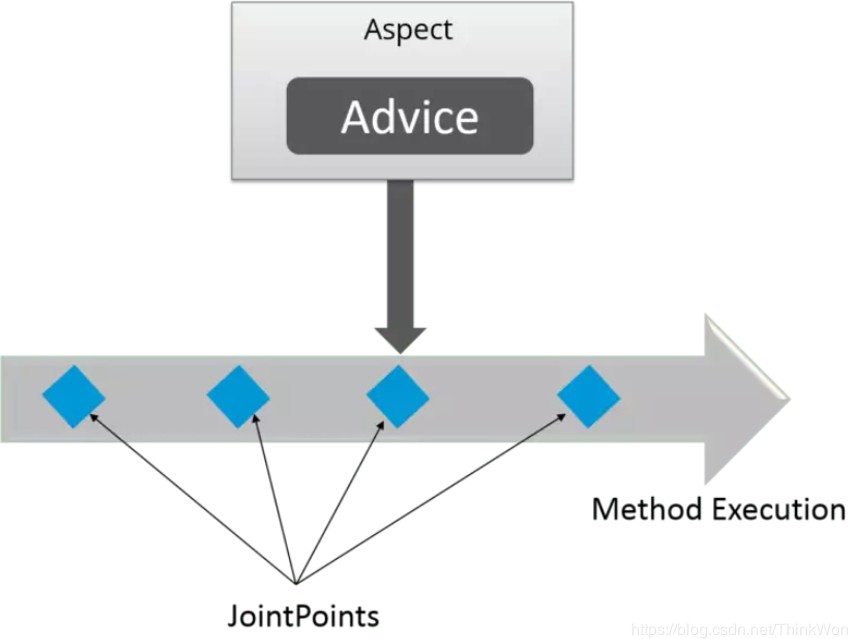 Aspect
Advice
Method Execution
JointPoints
https://blog.csdn.net/ThinkWon